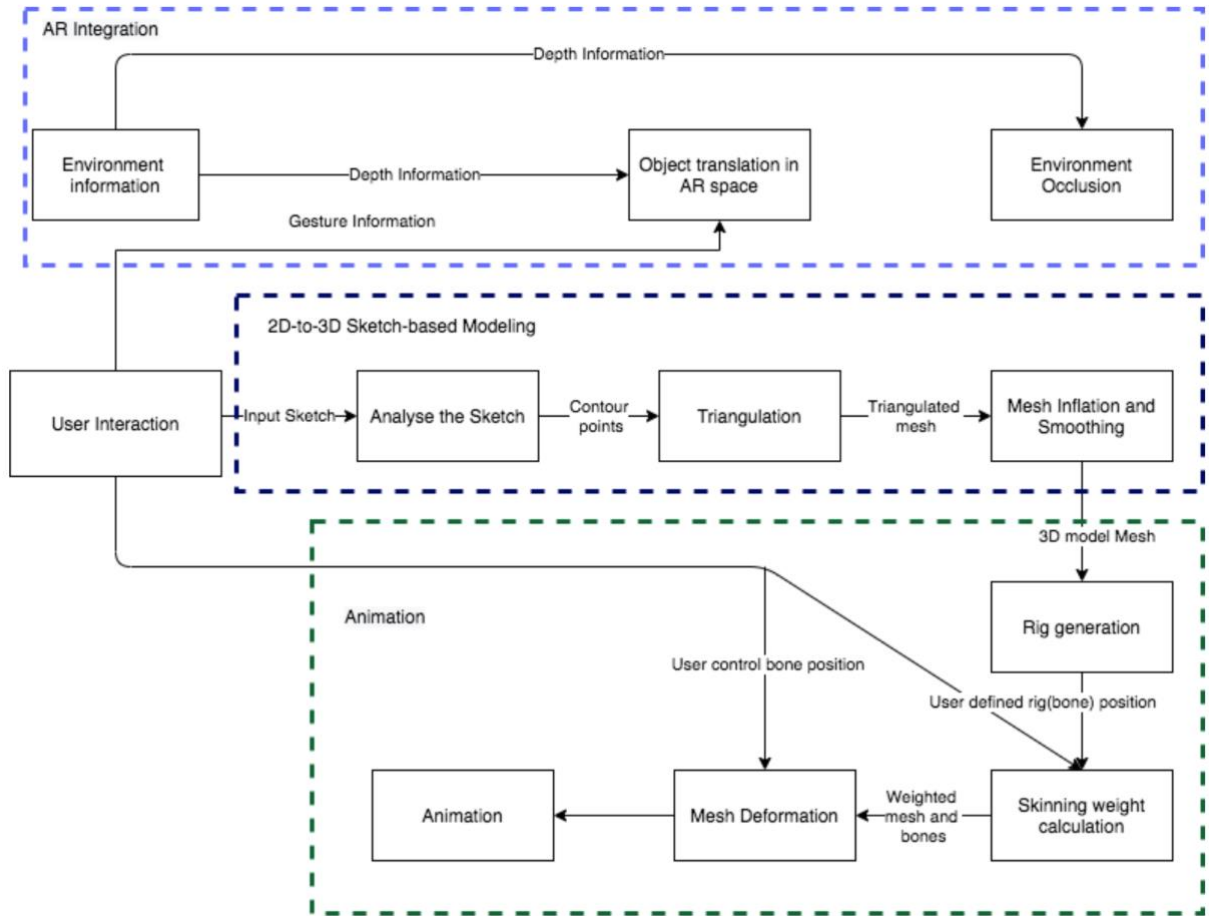 AR Integration
Depth Information
Environment
information
Depth Information
Object translation in
AR space
Environment
Occlusion
Gesture Information
2D-to-3D Sketch-based Modeling
User Interaction
Input Sketch
Analyse the Sketch
Contour
points
Triangulation
Triangulated
mesh
Mesh Inflation and
Smoothing
3D model Mesh
Animation
Rig generation
User control bone position
User defined rig(bone) position
Animation
Mesh Deformation
Weighted
mesh and
bones
Skinning weight
calculation